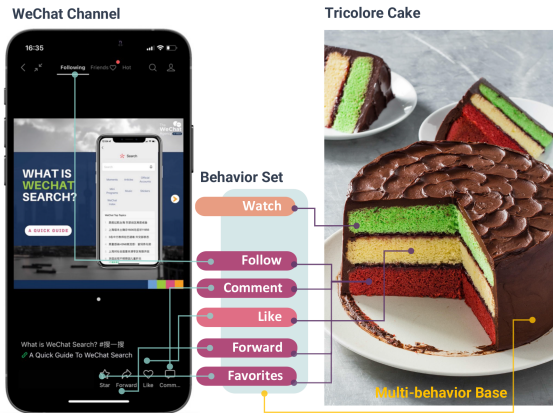 WeChat Channel
Tricolore Cake
16:35
Following Friends Hot
WeChat
WHAT IS
WECHAT
SEARCH?
A QUICK GUIDE
Search
Behavior Set
Watch
Follow
Comment
Like
Forward
Favorites
What is WeChat Search? #搜一搜
A Quick Guide To WeChat Search
Star Forward Like Comm...
Multi-behavior Base